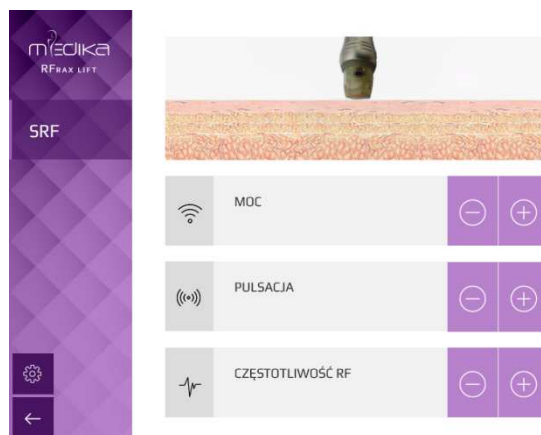 medika
RFRAX LIFT
SRF
MOC
PULSACJA
CZĘSTOTLIWOŚĆ RF